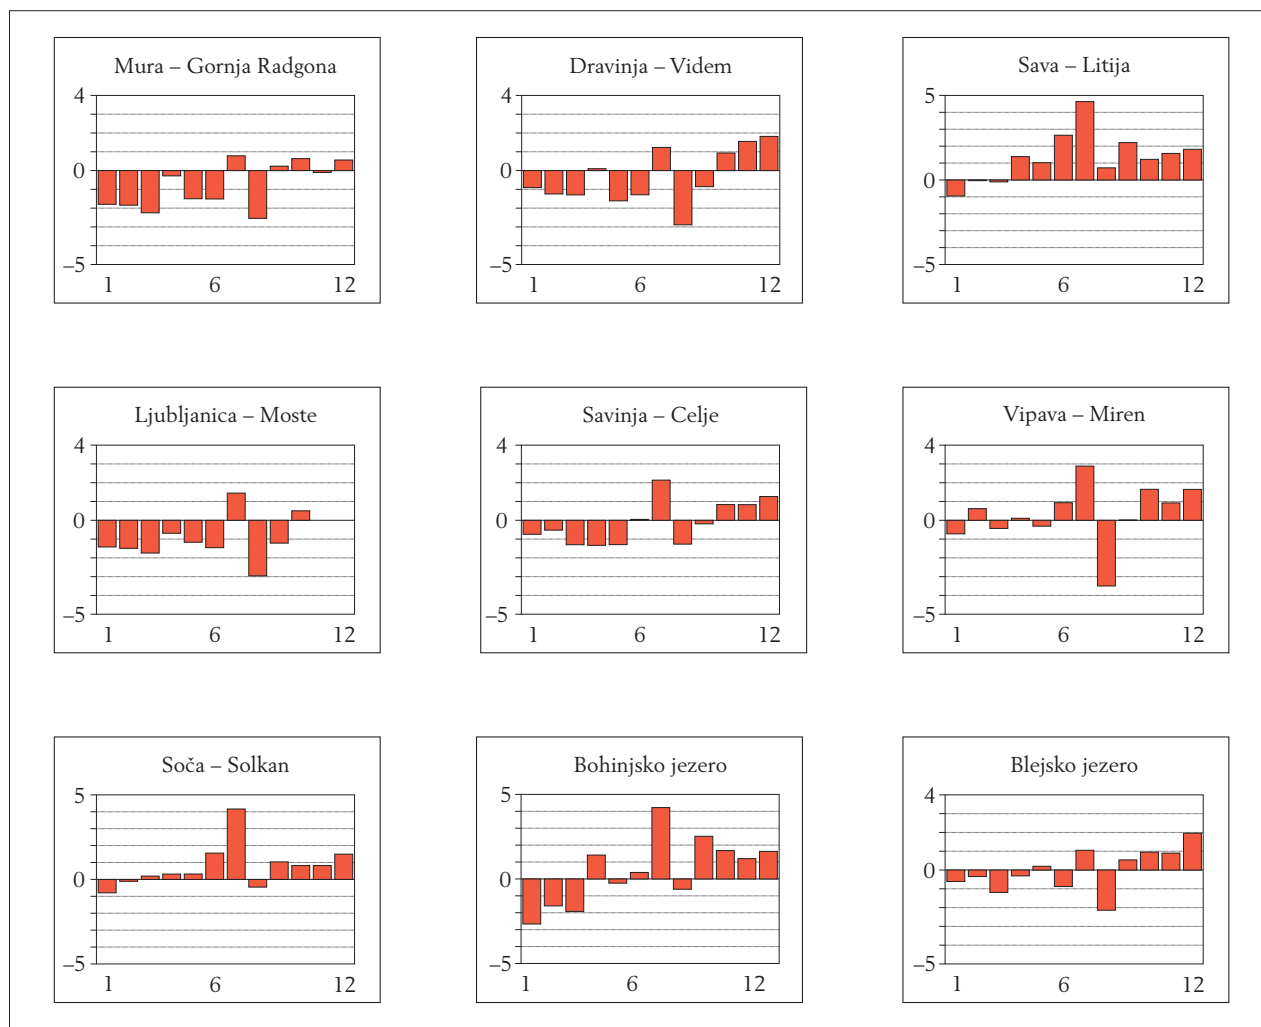 Mura – Gornja Radgona
4
0
–5
1 6 12
Dravinja – Videm
4
0
–5
1 6 12
Sava – Litija
5
0
–5
1 6 12
Ljubljanica – Moste
4
0
–5
1 6 12
Savinja – Celje
4
0
–5
1 6 12
Vipava – Miren
4
0
–5
1 6 12
Soča – Solkan
5
0
–5
1 6 12
Bohinjsko jezero
5
0
–5
1 6 12
Blejsko jezero
4
0
–5
1 6 12